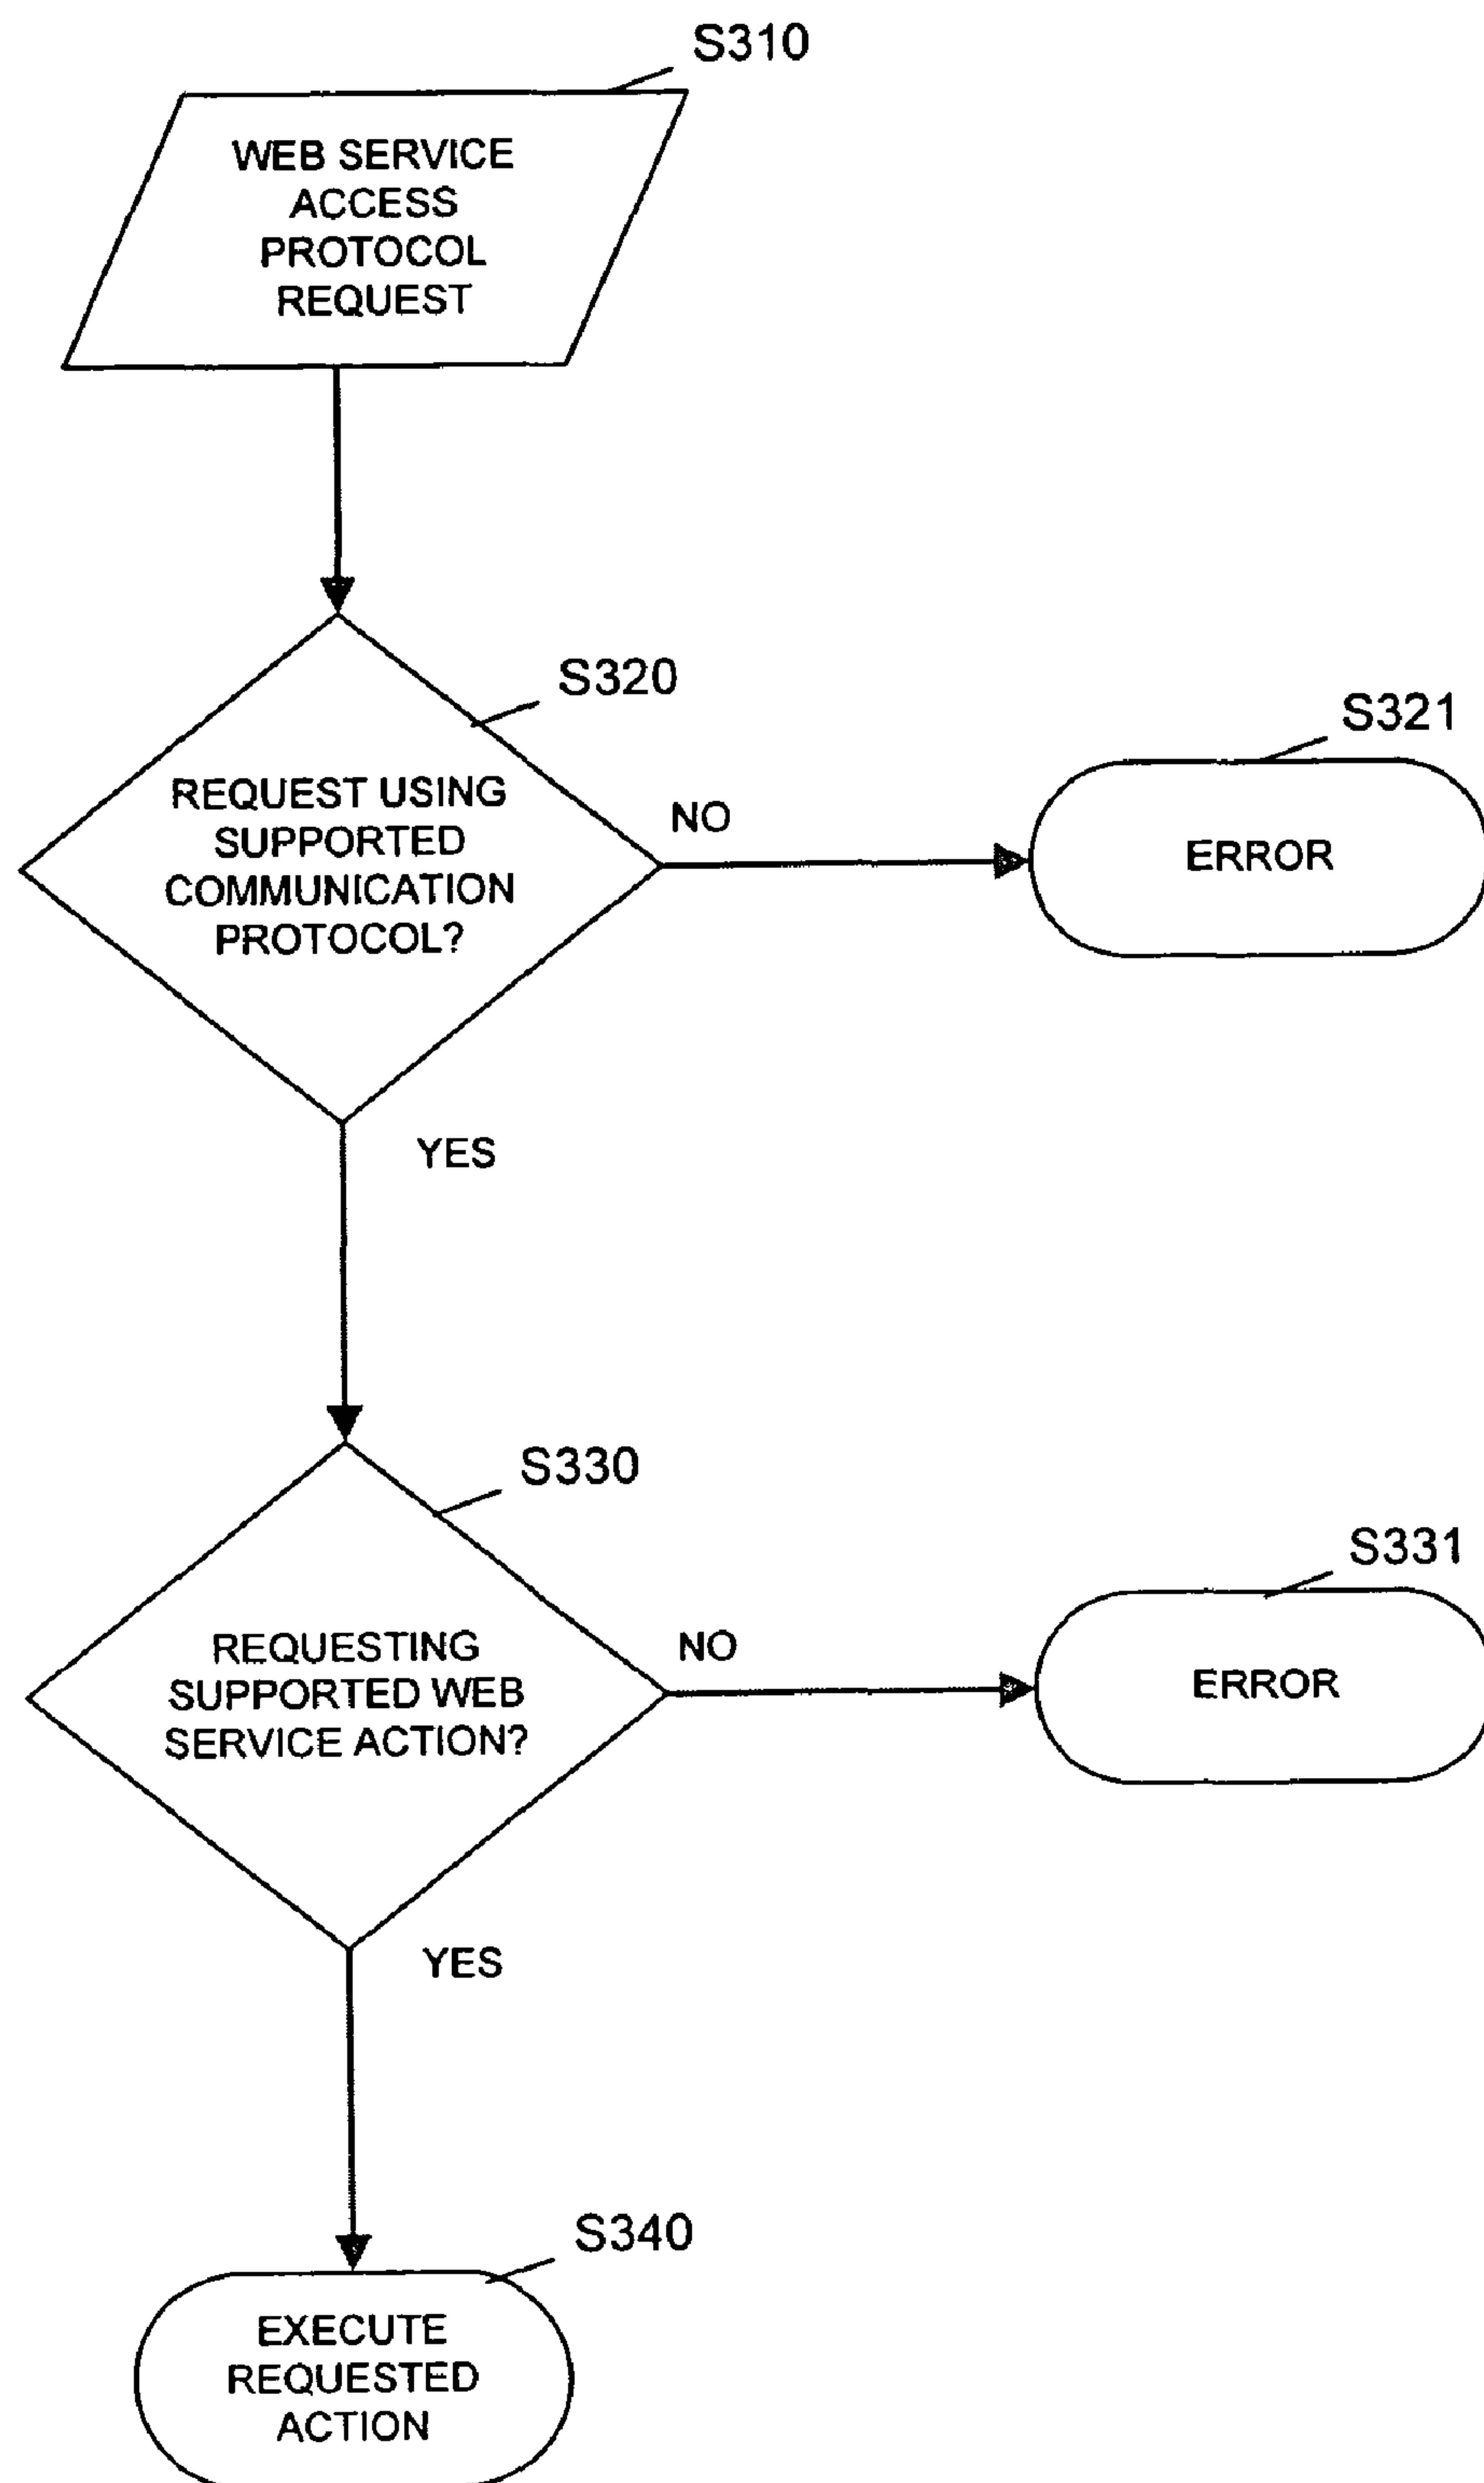 S310
WEB SERVICE
ACCESS
PROTOCOL
REQUEST
S320
REQUEST USING
SUPPORTED
COMMUNICATION
PROTOCOL?
NO
S321
ERROR
YES
S330
REQUESTING
SUPPORTED WEB
SERVICE ACTION?
NO
S331
ERROR
YES
S340
EXECUTE
REQUESTED
ACTION